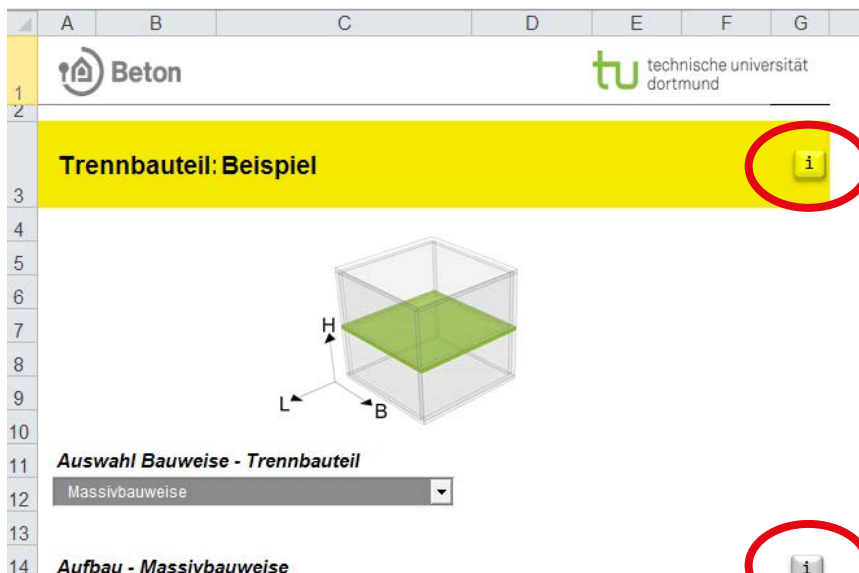 A B C D E F G
1 Beton technische universität
dortmund
2
3 Trennbauteil: Beispiel i
4
5
6
7 H
8
9 L B
10
11 Auswahl Bauweise - Trennbauteil
12 Massivbauweise
13
14 Aufbau - Massivbauweise i